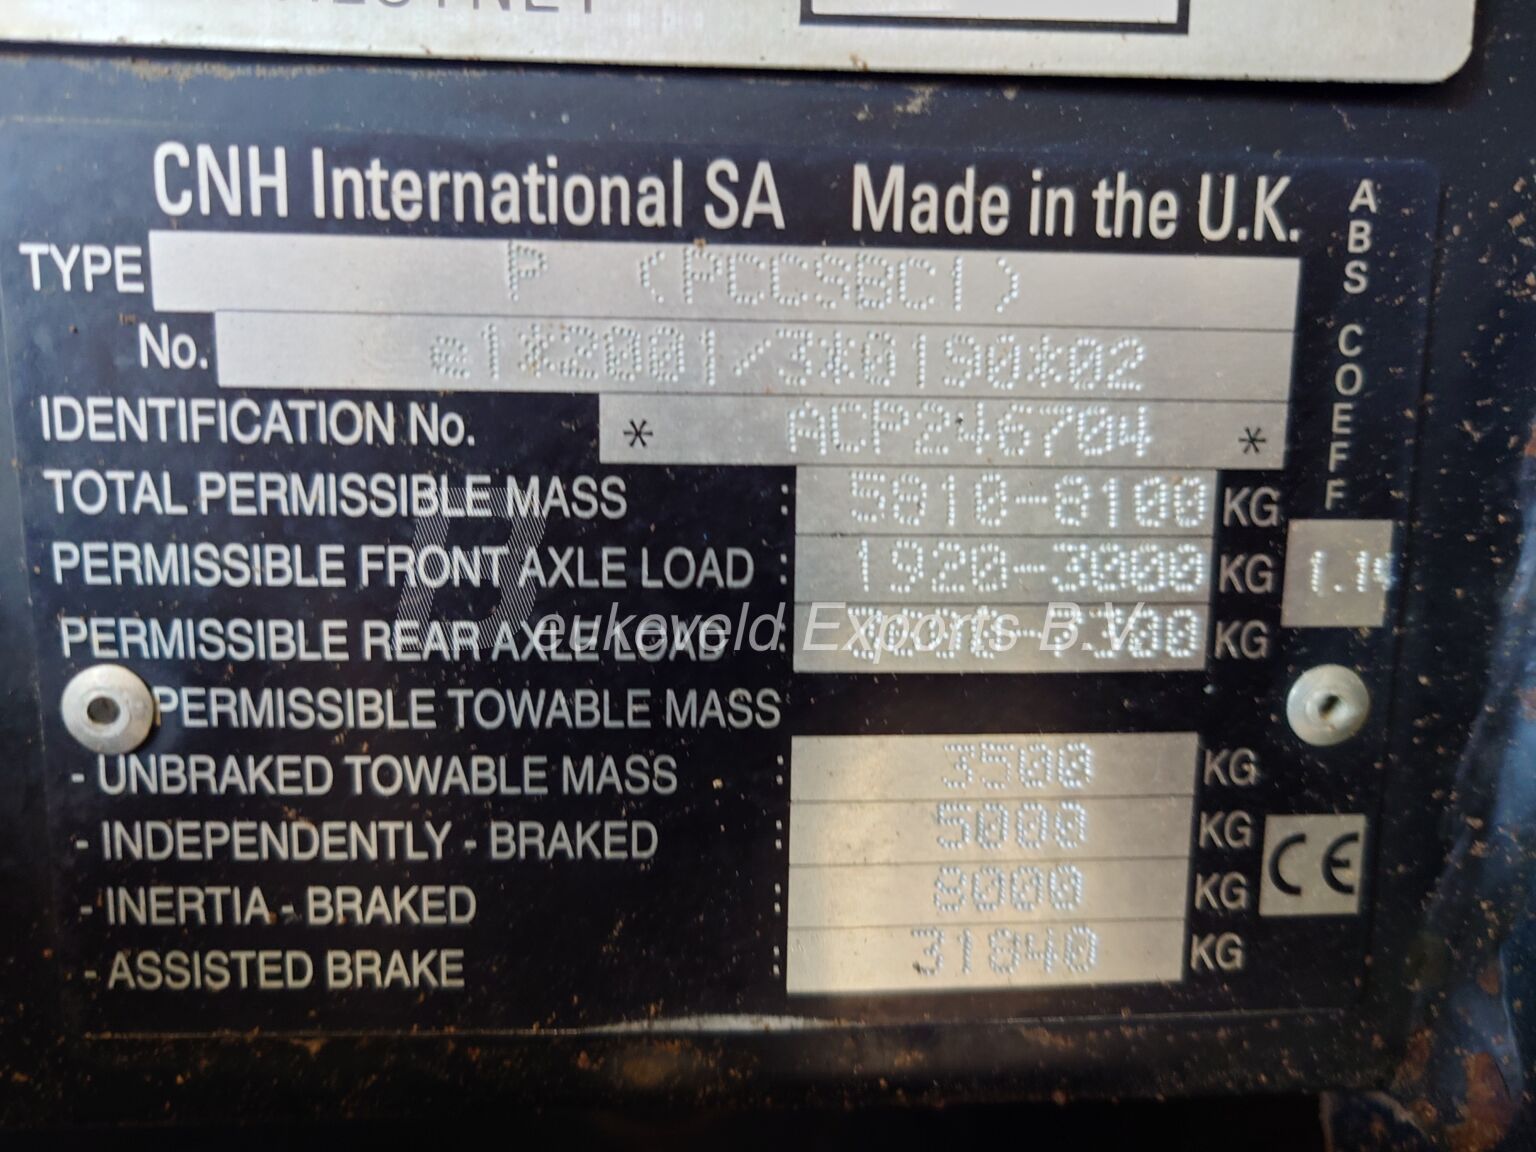 CNH International SA Made in the U.K.
TYPE P (PCCSBC1)
No. e1*2001/3*0190*02
IDENTIFICATION No. * ACP246704 *
TOTAL PERMISSIBLE MASS : 5810-8100 KG
PERMISSIBLE FRONT AXLE LOAD : 1920-3000 KG
PERMISSIBLE REAR AXLE LOAD : KG
PERMISSIBLE TOWABLE MASS
- UNBRAKED TOWABLE MASS : 3500 KG
- INDEPENDENTLY - BRAKED : 5000 KG
- INERTIA - BRAKED : 8000 KG
- ASSISTED BRAKE : 31840 KG
ABS COEFF
CE
Beukeveld Exports B.V.